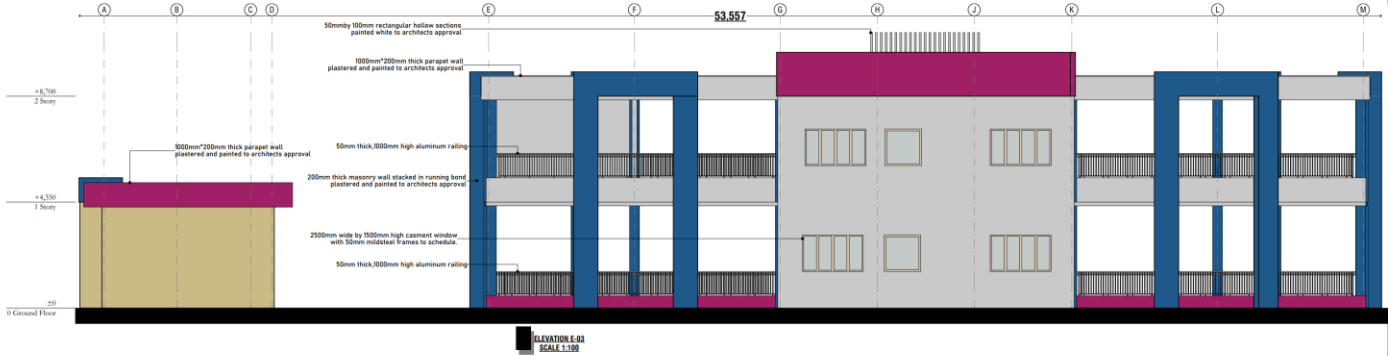 53,557
A B C D E F G H I J K L M
50mmby 100mm rectangular hollow sections
painted white to architects approval
1000mm*200mm thick parapet wall
plastered and painted to architects approval
+8,700
2 Story
1000mm*200mm thick parapet wall
plastered and painted to architects approval
50mm thick,1000mm high aluminum railing
200mm thick masonry wall stacked in running bond
plastered and painted to architects approval
+4,350
1 Story
2500mm wide by 1500mm high casment window
with 50mm mildsteel frames to schedule.
50mm thick,1000mm high aluminum railing
±0
0 Ground Floor
ELEVATION E-03
SCALE 1:100